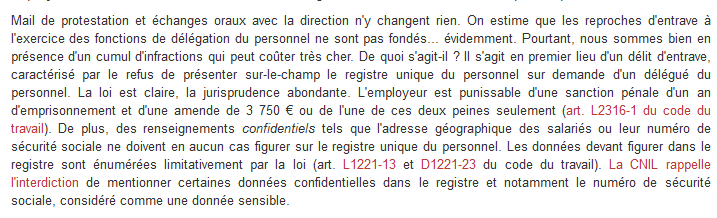 Mail de protestation et échanges oraux avec la direction n'y changent rien. On estime que les reproches d'entrave à
l'exercice des fonctions de délégation du personnel ne sont pas fondés... évidemment. Pourtant, nous sommes bien en
présence d'un cumul d'infractions qui peut coûter très cher. De quoi s'agit-il ? Il s'agit en premier lieu d'un délit d'entrave,
caractérisé par le refus de présenter sur-le-champ le registre unique du personnel sur demande d'un délégué du
personnel. La loi est claire, la jurisprudence abondante. L'employeur est punissable d'une sanction pénale d'un an
d'emprisonnement et d'une amende de 3 750 € ou de l'une de ces deux peines seulement (art. L2316-1 du code du
travail). De plus, des renseignements confidentiels tels que l'adresse géographique des salariés ou leur numéro de
sécurité sociale ne doivent en aucun cas figurer sur le registre unique du personnel. Les données devant figurer dans le
registre sont énumérées limitativement par la loi (art. L1221-13 et D1221-23 du code du travail). La CNIL rappelle
l'interdiction de mentionner certaines données confidentielles dans le registre et notamment le numéro de sécurité
sociale, considéré comme une donnée sensible.